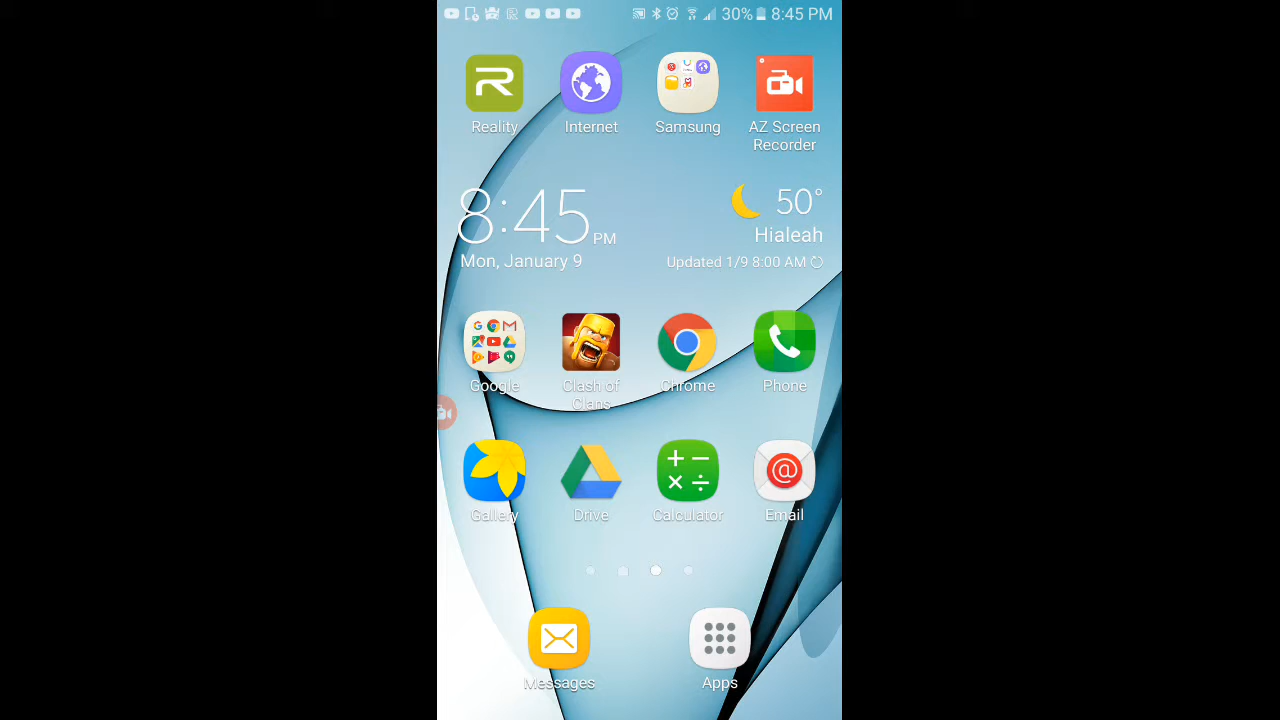 30% 8:45 PM
Reality Internet Samsung AZ Screen
Recorder
8:45 PM
50°
Hialeah
Mon, January 9
Updated 1/9 8:00 AM
Google Clash of
Clans Chrome Phone
Gallery Drive Calculator Email
Messages Apps